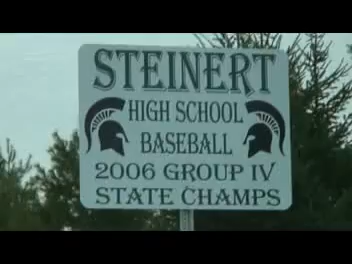 STEINERT
HIGH SCHOOL
BASEBALL
2006 GROUP IV
STATE CHAMPS